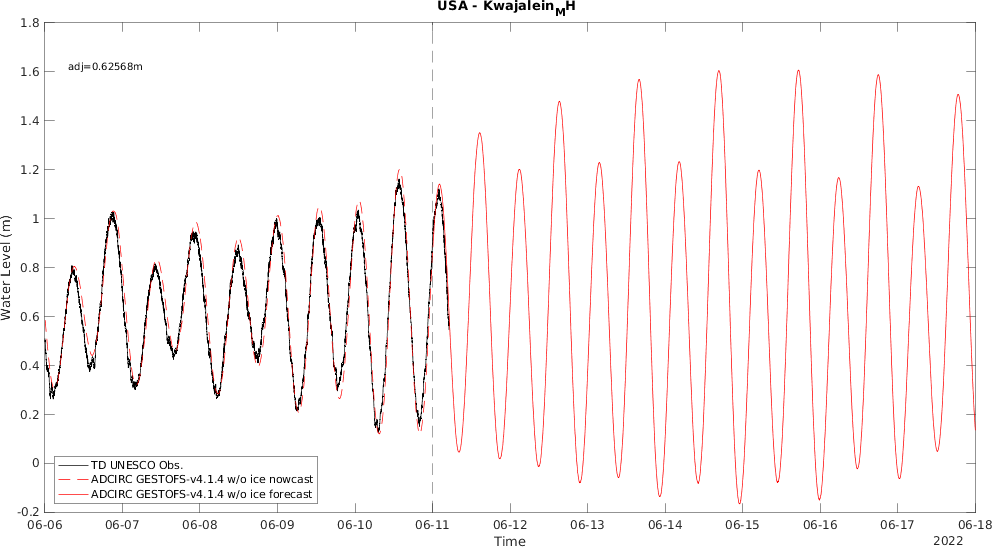 USA - Kwajalein_MH
1.8
1.6
1.4
1.2
1
0.8
0.6
0.4
0.2
0
-0.2
Water Level (m)
adj=0.62568m
TD UNESCO Obs.
ADCIRC GESTOFS-v4.1.4 w/o ice nowcast
ADCIRC GESTOFS-v4.1.4 w/o ice forecast
06-06 06-07 06-08 06-09 06-10 06-11 06-12 06-13 06-14 06-15 06-16 06-17 06-18
Time
2022